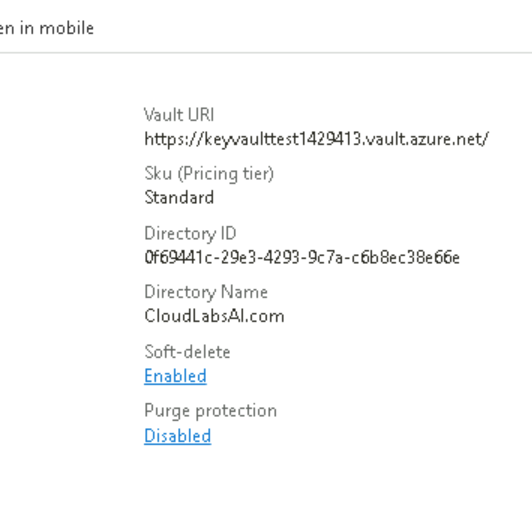 en in mobile
Vault URI
https://keyvaulttest1429413.vault.azure.net/
Sku (Pricing tier)
Standard
Directory ID
0f69441c-29e3-4293-9c7a-c6b8ec38e66e
Directory Name
CloudLabsAI.com
Soft-delete
Enabled
Purge protection
Disabled